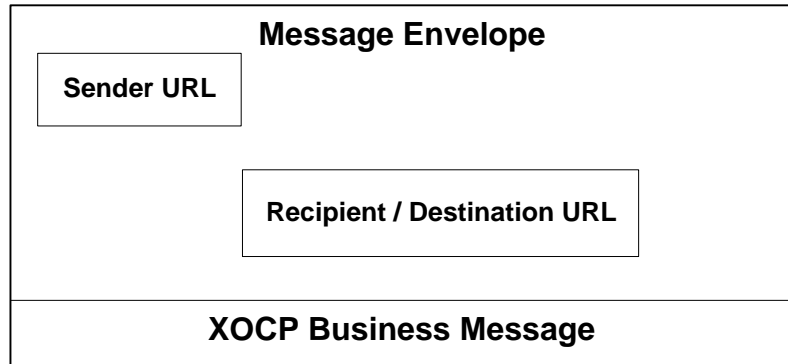 Message Envelope
Sender URL
Recipient / Destination URL
XOCP Business Message